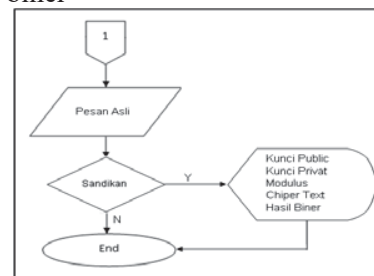 1
Pesan Asli
Sandikan
Y
Kunci Public
Kunci Privat
Modulus
Chiper Text
Hasil Biner
N
End